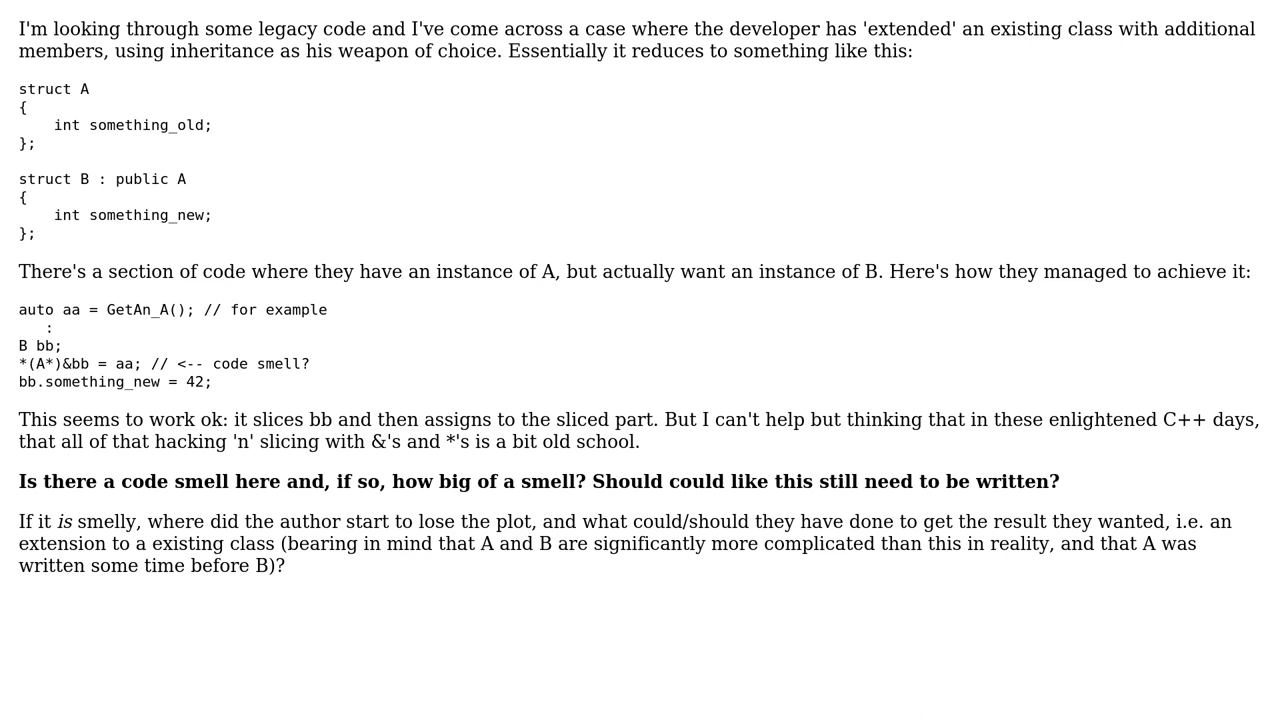 I'm looking through some legacy code and I've come across a case where the developer has 'extended' an existing class with additional
members, using inheritance as his weapon of choice. Essentially it reduces to something like this:
struct A
{
    int something_old;
};
struct B : public A
{
    int something_new;
};
There's a section of code where they have an instance of A, but actually want an instance of B. Here's how they managed to achieve it:
auto aa = GetAn_A(); // for example
   :
B bb;
*(A*)&bb = aa; // <-- code smell?
bb.something_new = 42;
This seems to work ok: it slices bb and then assigns to the sliced part. But I can't help but thinking that in these enlightened C++ days,
that all of that hacking 'n' slicing with &'s and *'s is a bit old school.
Is there a code smell here and, if so, how big of a smell? Should could like this still need to be written?
If it is smelly, where did the author start to lose the plot, and what could/should they have done to get the result they wanted, i.e. an
extension to a existing class (bearing in mind that A and B are significantly more complicated than this in reality, and that A was
written some time before B)?